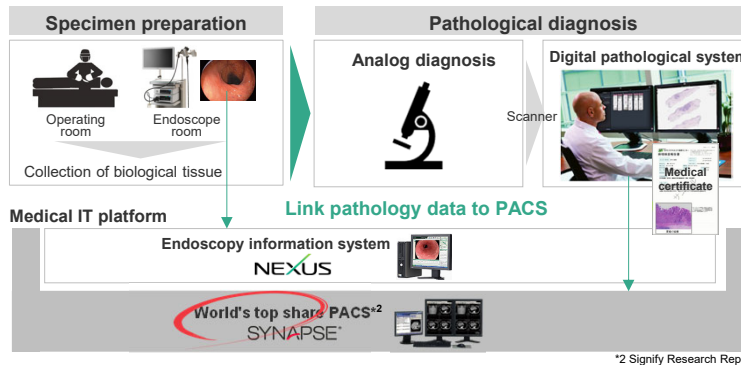 Specimen preparation
Pathological diagnosis
Operating
room
Endoscope
room
Collection of biological tissue
Analog diagnosis
Scanner
Digital pathological system
Medical
certificate
Link pathology data to PACS
Medical IT platform
Endoscopy information system
NEXUS
World's top share PACS*2
SYNAPSE
*2 Signify Research Rep